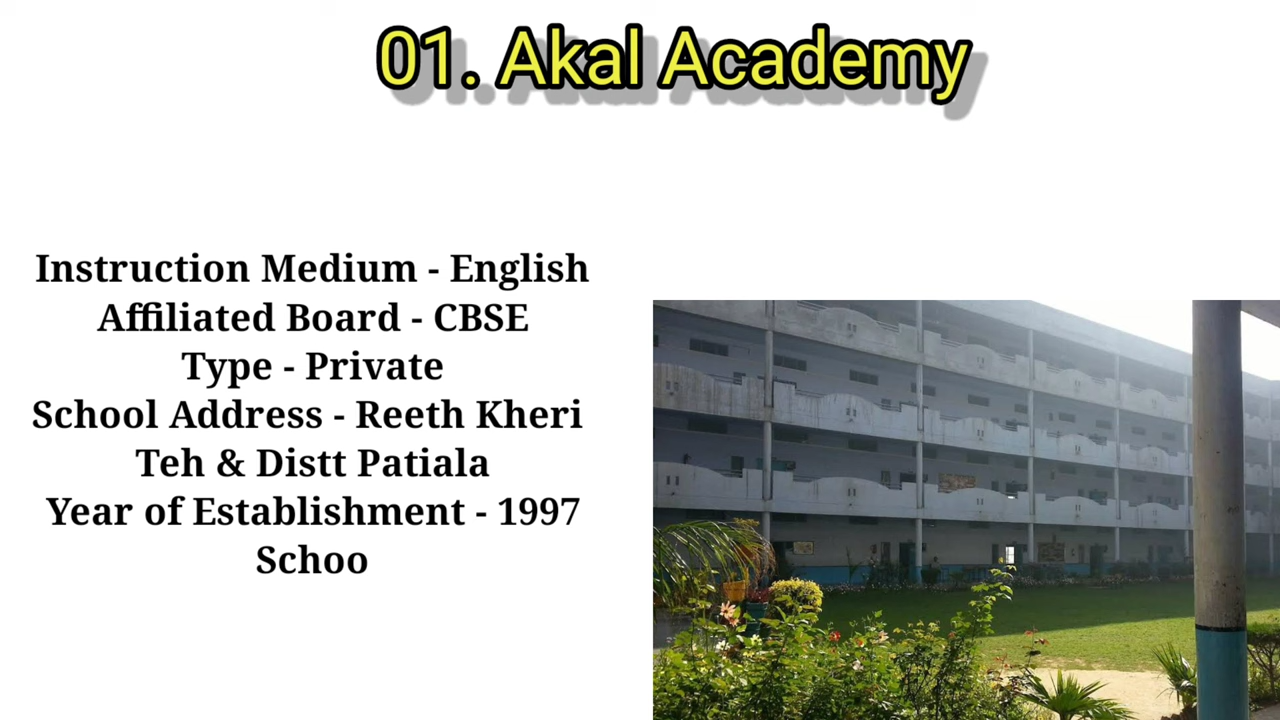 01. Akal Academy
Instruction Medium - English
Affiliated Board - CBSE
Type - Private
School Address - Reeth Kheri
Teh & Distt Patiala
Year of Establishment - 1997
Schoo